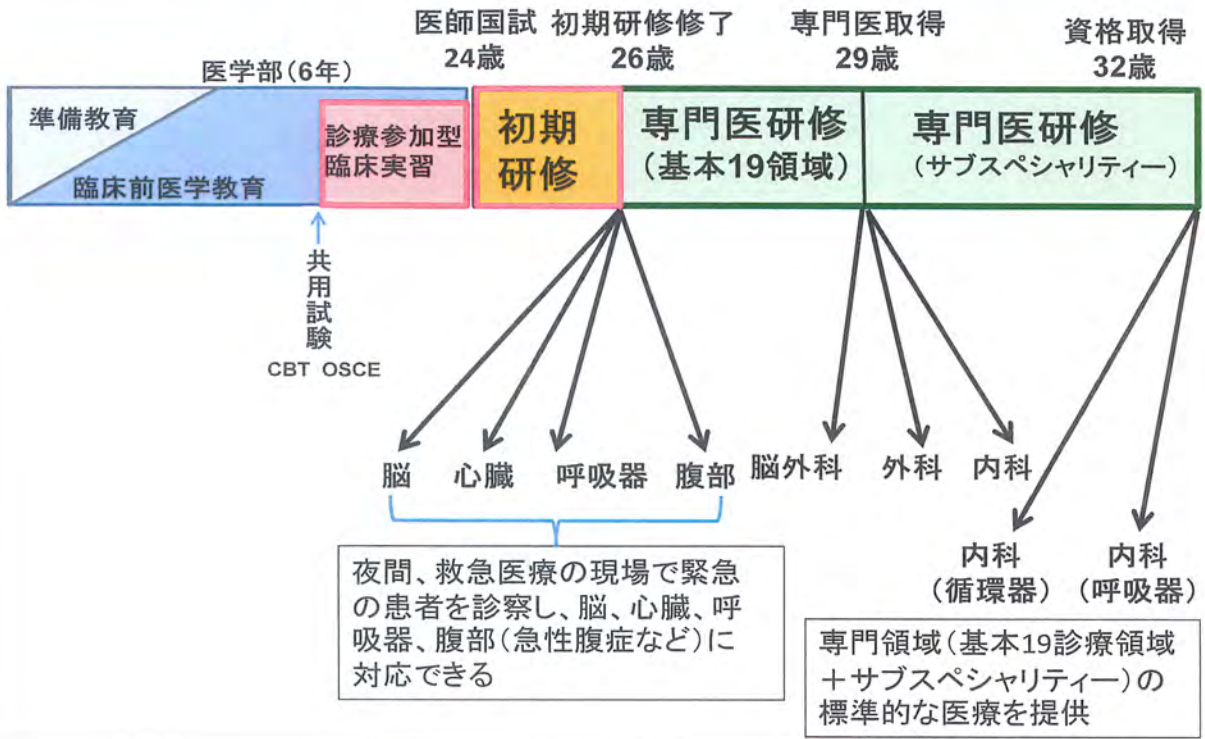 医師国試
24歳
初期研修修了
26歳
専門医取得
29歳
資格取得
32歳
医学部(6年)
準備教育
臨床前医学教育
診療参加型
臨床実習
初期
研修
専門医研修
(基本19領域)
専門医研修
(サブスペシャリティー)
共用試験
CBT OSCE
脳
心臓
呼吸器
腹部
脳外科
外科
内科
内科
(循環器)
内科
(呼吸器)
夜間、救急医療の現場で緊急
の患者を診察し、脳、心臓、呼
吸器、腹部(急性腹症など)に
対応できる
専門領域(基本19診療領域
＋サブスペシャリティー)の
標準的な医療を提供